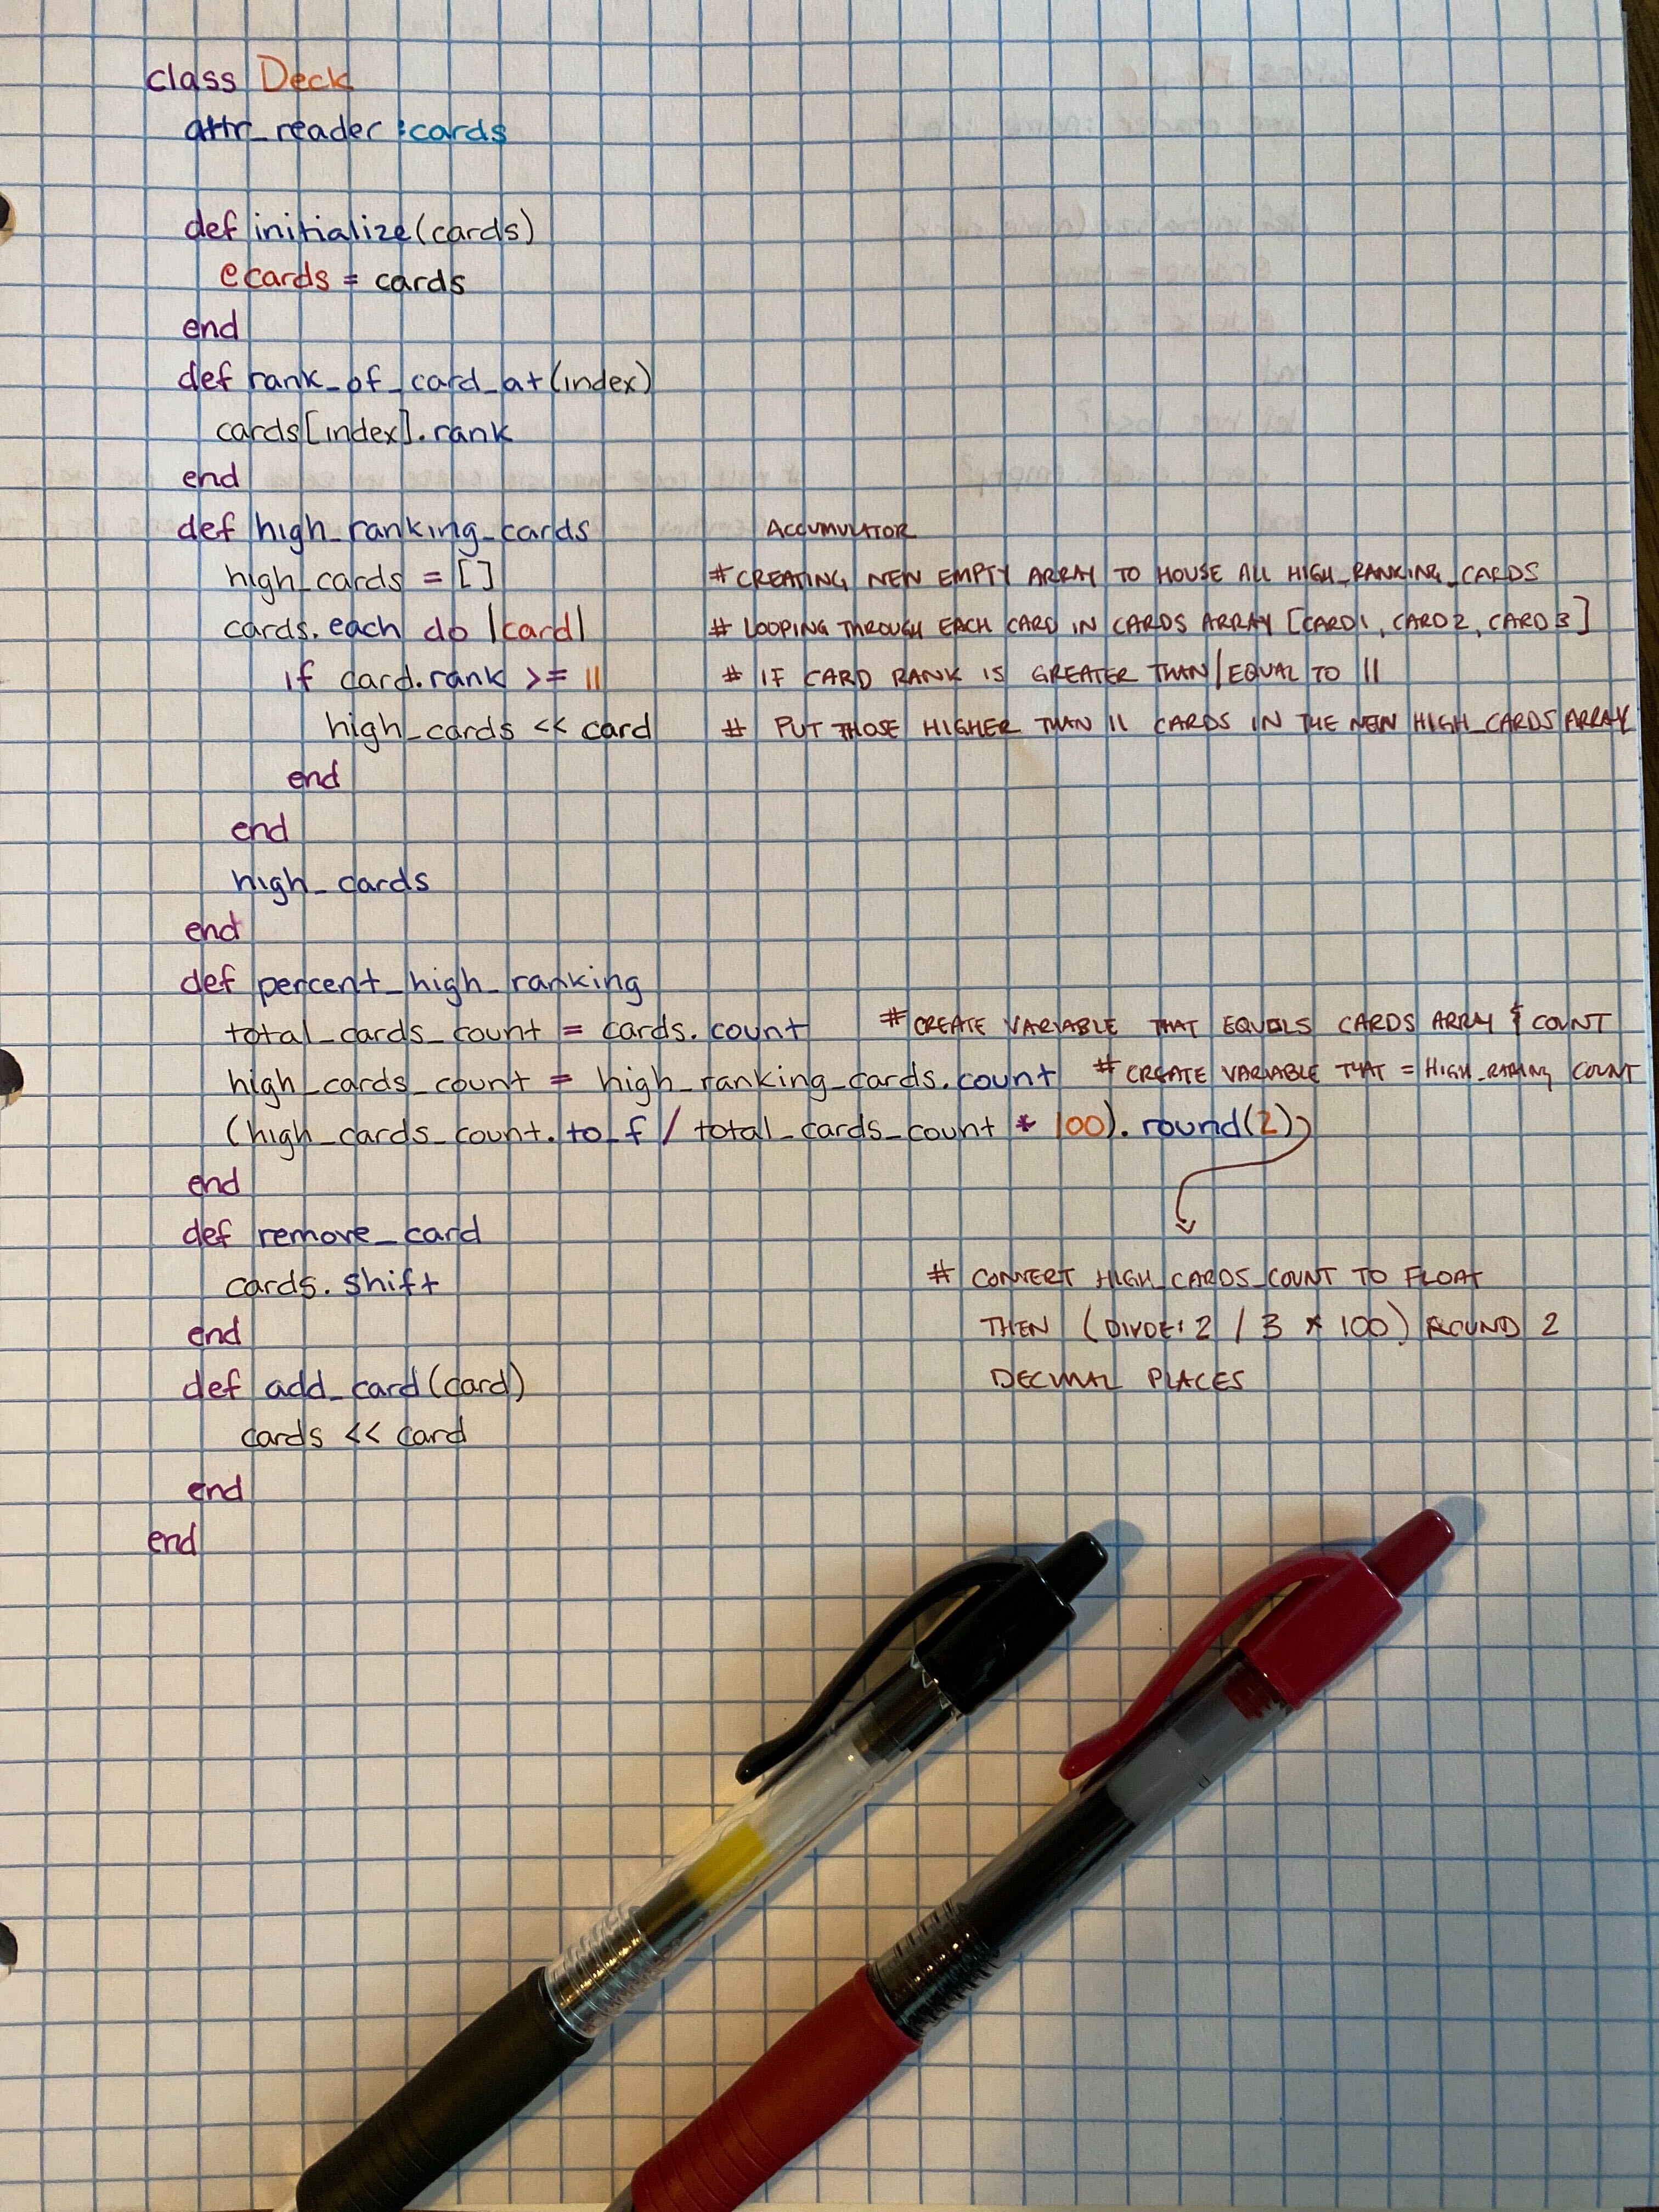 class Deck
attr_reader :cards
def initialize(cards)
@cards = cards
end
def rank_of_card_at(index)
cards[index].rank
end
def high_ranking_cards ACCUMULATOR
high_cards = [] # CREATING NEW EMPTY ARRAY TO HOUSE ALL HIGH_RANKING_CARDS
cards.each do |card| # LOOPING THROUGH EACH CARD IN CARDS ARRAY [CARD1, CARD2, CARD3]
if card.rank >= 11 # IF CARD RANK IS GREATER THAN/EQUAL TO 11
high_cards << card # PUT THOSE HIGHER THAN 11 CARDS IN THE NEW HIGH_CARDS ARRAY
end
end
high_cards
end
def percent_high_ranking
total_cards_count = cards.count # CREATE VARIABLE THAT EQUALS CARDS ARRAY & COUNT
high_cards_count = high_ranking_cards.count # CREATE VARIABLE THAT = HIGH_RAKING COUNT
(high_cards_count.to_f / total_cards_count * 100).round(2)
end
def remove_card
cards.shift # CONVERT HIGH_CARDS_COUNT TO FLOAT
end THEN (DIVDE: 2 / 3 * 100) ROUND 2
def add_card(card) DECIMAL PLACES
cards << card
end
end